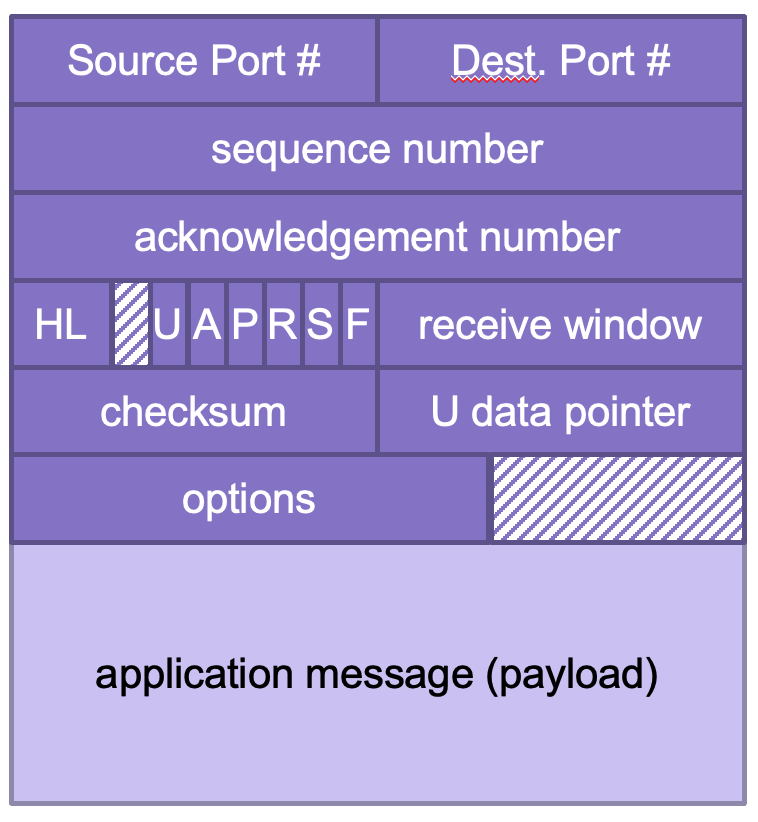 Source Port # Dest. Port #
sequence number
acknowledgement number
HL U A P R S F receive window
checksum U data pointer
options
application message (payload)